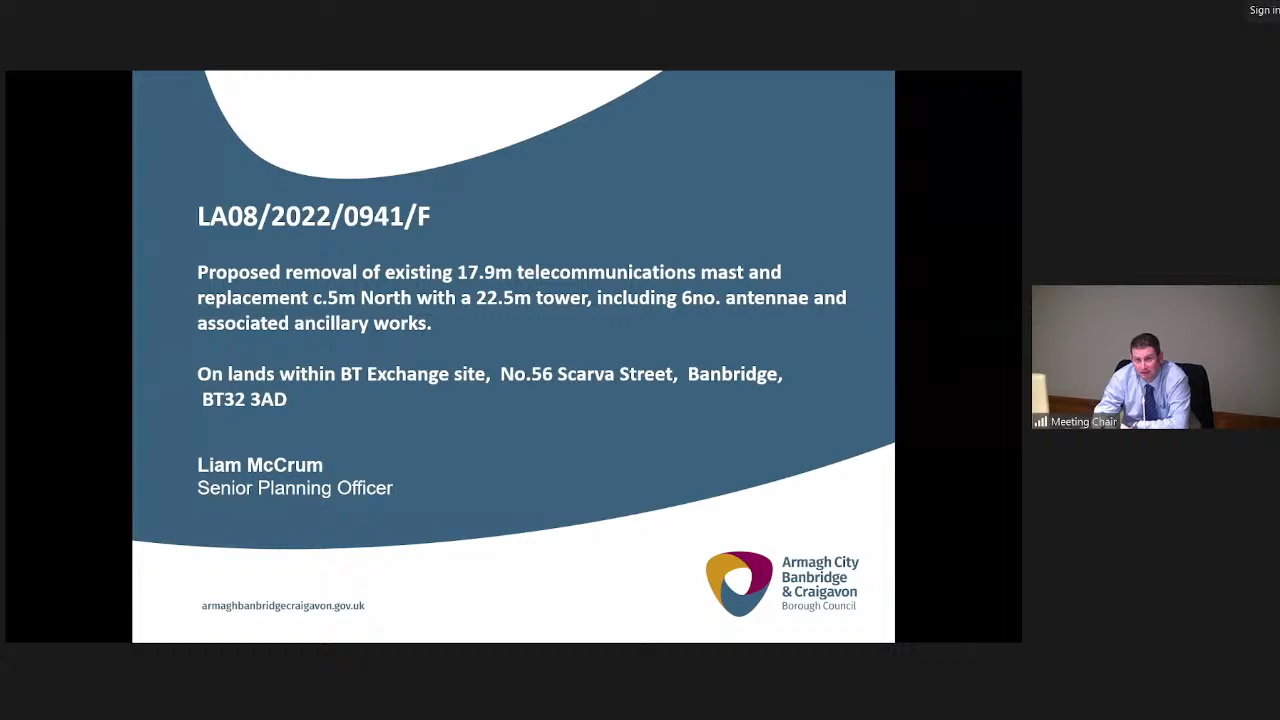 Sign in
LA08/2022/0941/F
Proposed removal of existing 17.9m telecommunications mast and
replacement c.5m North with a 22.5m tower, including 6no. antennae and
associated ancillary works.
On lands within BT Exchange site, No.56 Scarva Street, Banbridge,
BT32 3AD
Liam McCrum
Senior Planning Officer
armaghbanbridgecraigavon.gov.uk
Armagh City
Banbridge
& Craigavon
Borough Council
Meeting Chair